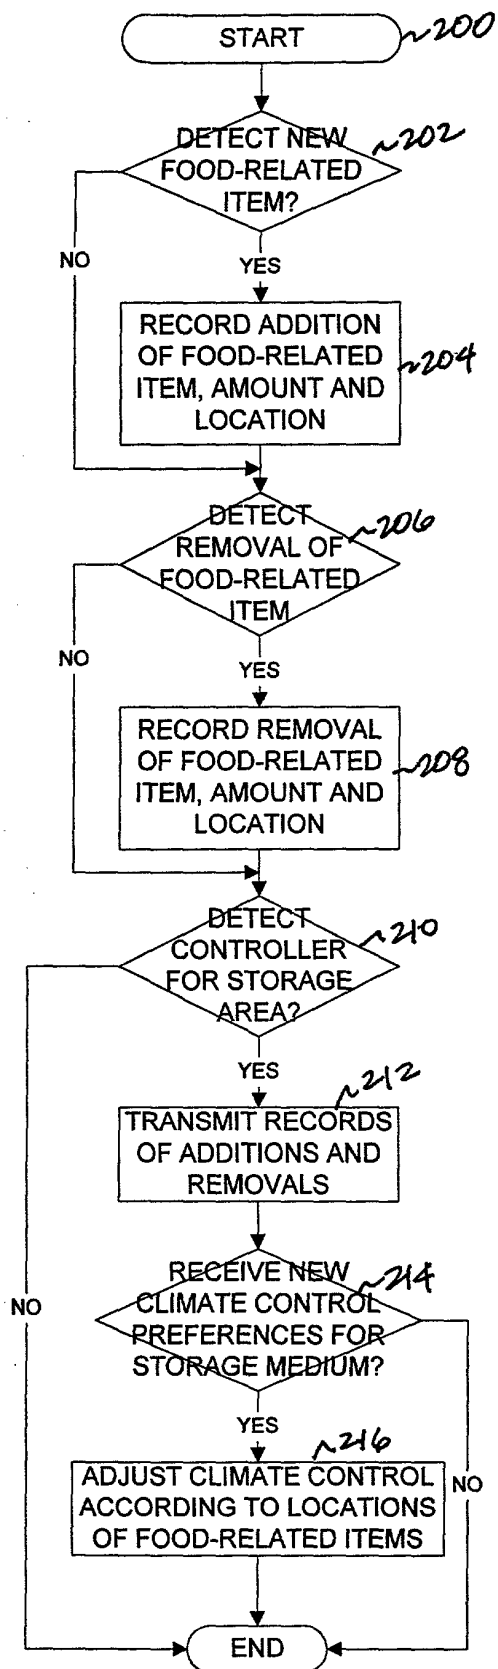 START
~200
DETECT NEW
~202
FOOD-RELATED
ITEM?
NO
YES
RECORD ADDITION
OF FOOD-RELATED
ITEM, AMOUNT AND
LOCATION
~204
DETECT
REMOVAL OF
FOOD-RELATED
ITEM
~206
NO
YES
RECORD REMOVAL
OF FOOD-RELATED
ITEM, AMOUNT AND
LOCATION
~208
DETECT
CONTROLLER
FOR STORAGE
AREA?
~210
YES
~212
TRANSMIT RECORDS
OF ADDITIONS AND
REMOVALS
RECEIVE NEW
CLIMATE CONTROL
PREFERENCES FOR
STORAGE MEDIUM?
~214
NO
YES
~216
ADJUST CLIMATE CONTROL
ACCORDING TO LOCATIONS
OF FOOD-RELATED ITEMS
NO
END